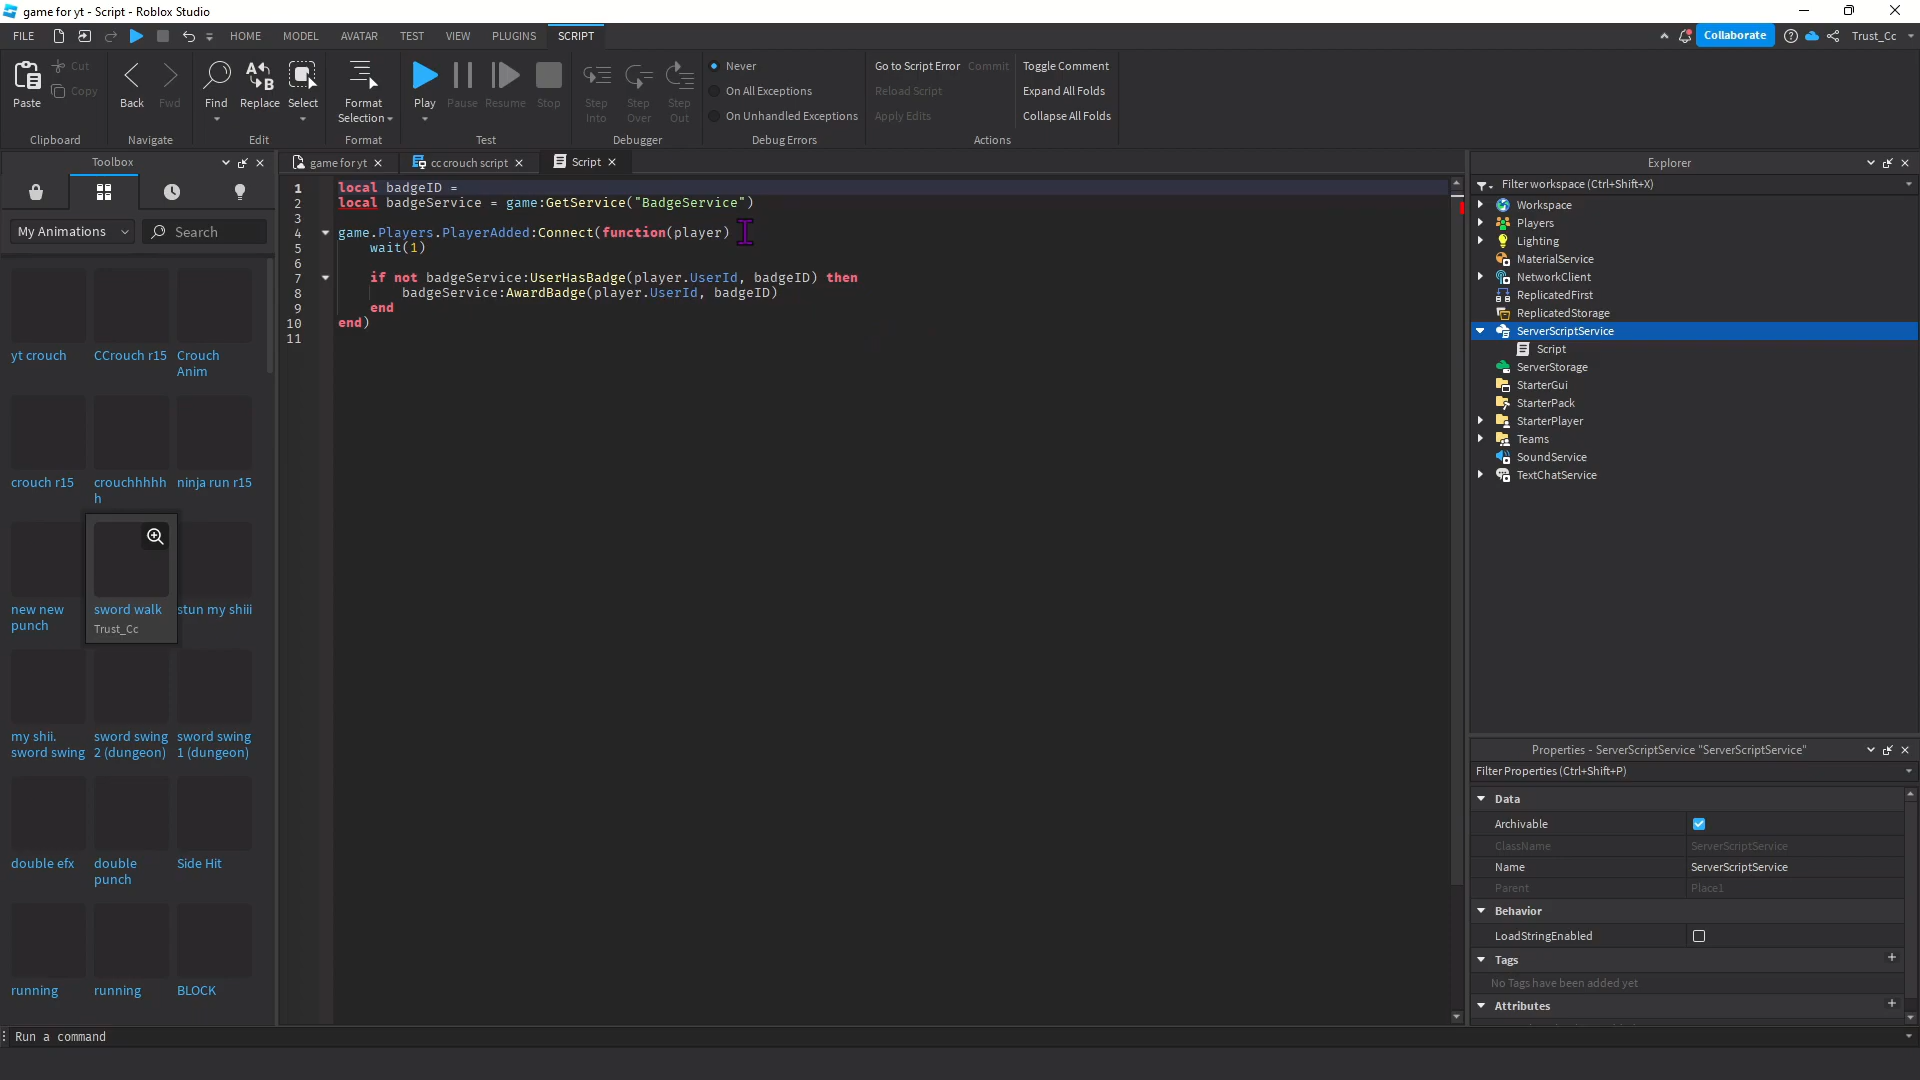 game for yt - Script - Roblox Studio
FILE HOME MODEL AVATAR TEST VIEW PLUGINS SCRIPT Collaborate Trust_Cc
Paste Cut Copy
Clipboard
Back Fwd
Navigate
Find Replace Select
Edit
Format Selection
Format
Play Pause Resume Stop
Test
Step Into Step Over Step Out
Debugger
Never
On All Exceptions
On Unhandled Exceptions
Debug Errors
Go to Script Error Commit
Reload Script
Apply Edits
Toggle Comment
Expand All Folds
Collapse All Folds
Actions
Toolbox
My Animations Search
yt crouch CCrouch r15 Crouch Anim
crouch r15 crouchhhhh h ninja run r15
new new punch sword walk stun my shiii
Trust_Cc
my shii. sword swing sword swing 2 (dungeon) sword swing 1 (dungeon)
double efx double punch Side Hit
running running BLOCK
game for yt cc crouch script Script
1 local badgeID =
2 local badgeService = game:GetService("BadgeService")
3
4 game.Players.PlayerAdded:Connect(function(player)
5 wait(1)
6
7 if not badgeService:UserHasBadge(player.UserId, badgeID) then
8 badgeService:AwardBadge(player.UserId, badgeID)
9 end
10 end)
11
Explorer
Filter workspace (Ctrl+Shift+X)
Workspace
Players
Lighting
MaterialService
NetworkClient
ReplicatedFirst
ReplicatedStorage
ServerScriptService
Script
ServerStorage
StarterGui
StarterPack
StarterPlayer
Teams
SoundService
TextChatService
Properties - ServerScriptService "ServerScriptService"
Filter Properties (Ctrl+Shift+P)
Data
Archivable
ClassName ServerScriptService
Name ServerScriptService
Parent Place1
Behavior
LoadStringEnabled
Tags +
No Tags have been added yet
Attributes +
Run a command